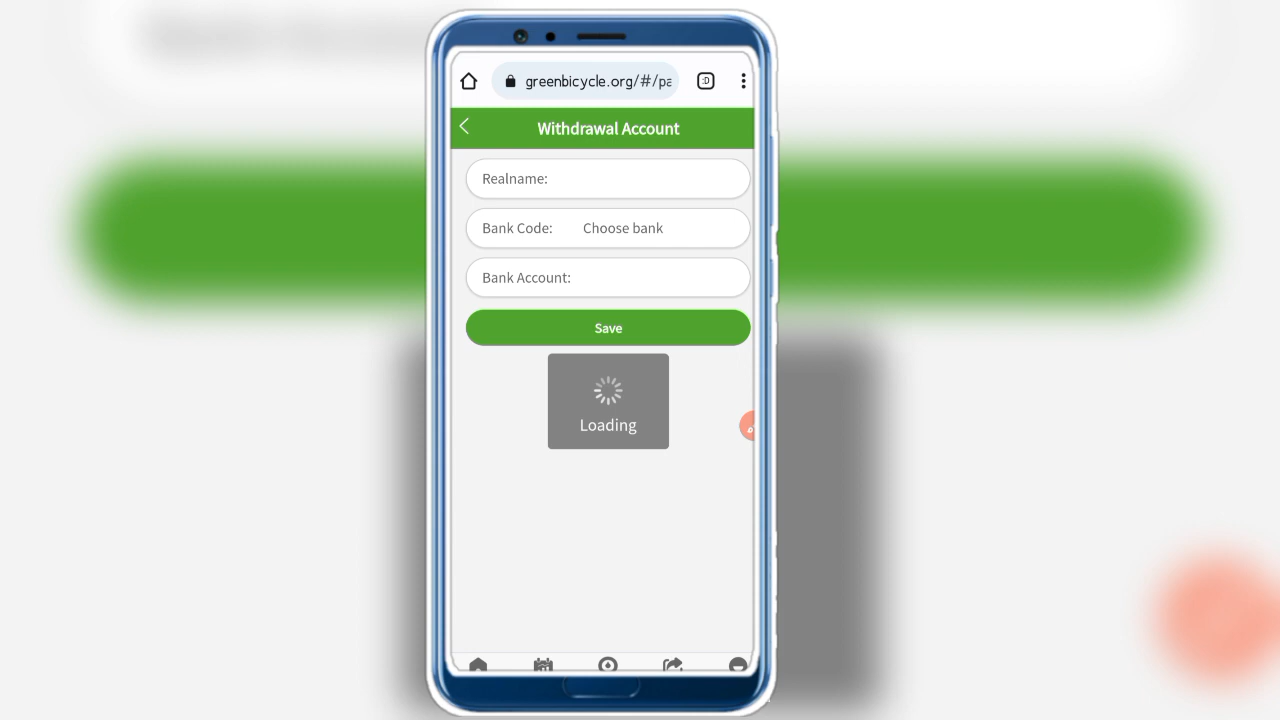 greenbicycle.org/#/pa
:D
Withdrawal Account
Realname:
Bank Code: Choose bank
Bank Account:
Save
Loading